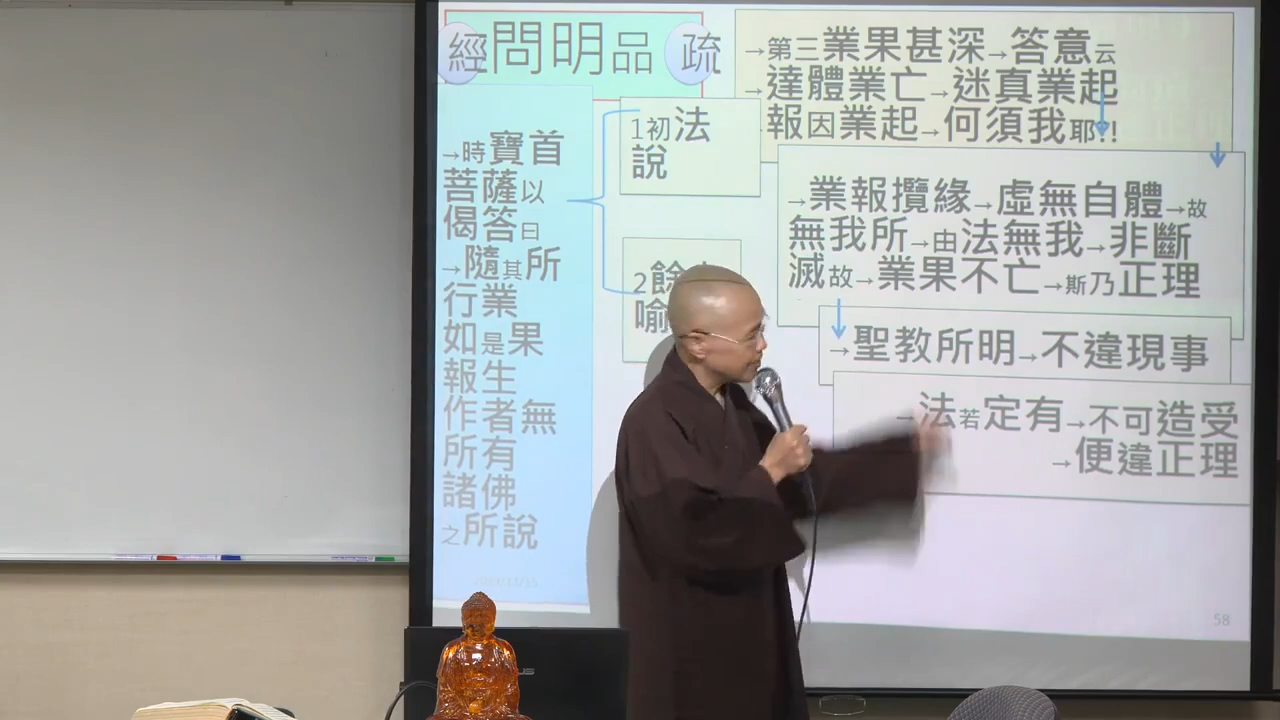 經問明品 疏
→時寶首
菩薩以
偈答曰
→隨其所
行業
如是果
報生
作者無
所有
諸佛
之所說
1初法
說
2餘
喻
→第三業果甚深→答意云
→達體業亡→迷真業起
報因業起→何須我耶!!
→業報攬緣→虛無自體→故
無我所→由法無我→非斷
滅故→業果不亡→斯乃正理
→聖教所明→不違現事
→法若定有→不可造受
→便違正理
58